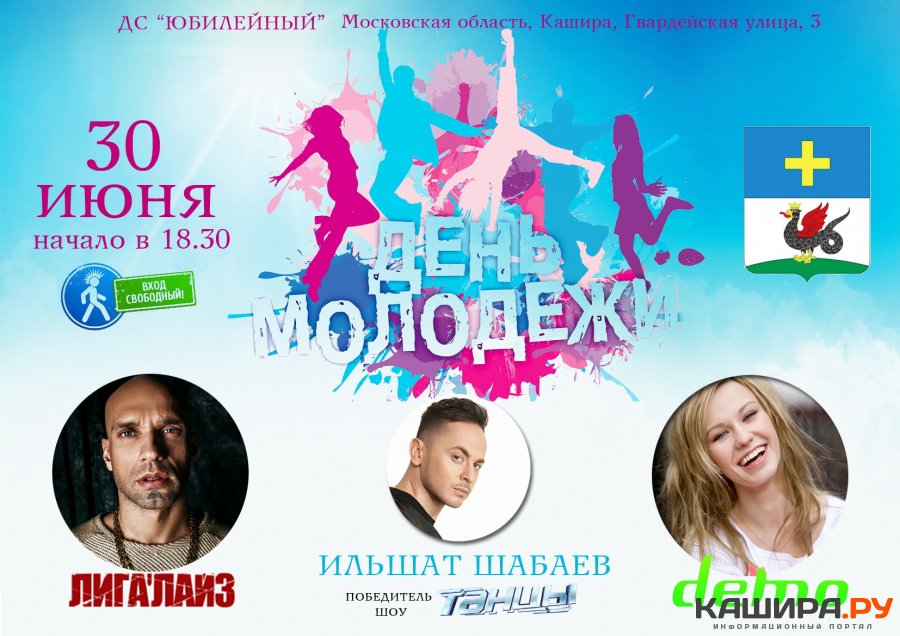 ДС “ЮБИЛЕЙНЫЙ” Московская область, Кашира, Гвардейская улица, 3
30
ИЮНЯ
начало в 18.30
ВХОД
СВОБОДНЫЙ!
ДЕНЬ
МОЛОДЕЖИ
ЛИГАЛАЙЗ
ИЛЬШАТ ШАБАЕВ
ПОБЕДИТЕЛЬ
ШОУ
ТАНЦЫ
demo
КАШИРА.РУ
ИНФОРМАЦИОННЫЙ ПОРТАЛ